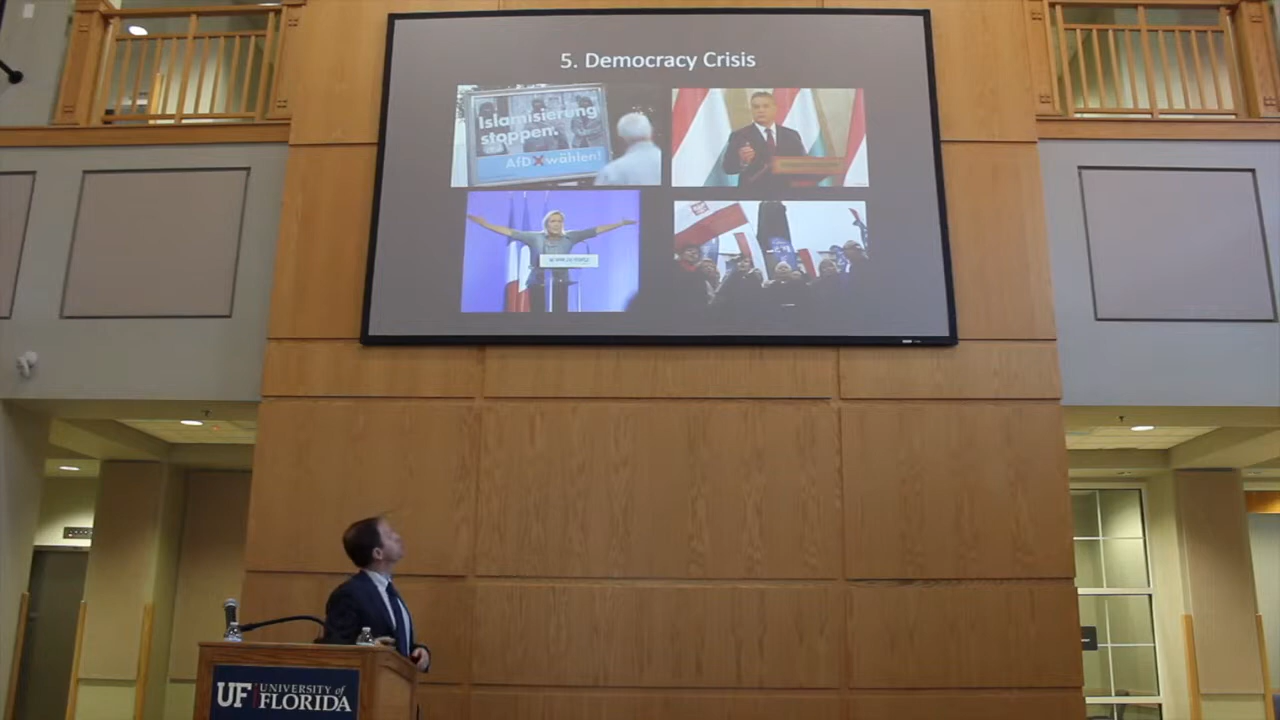 5. Democracy Crisis
Islamisierung
stoppen.
AfD wählen!
UF UNIVERSITY of
FLORIDA